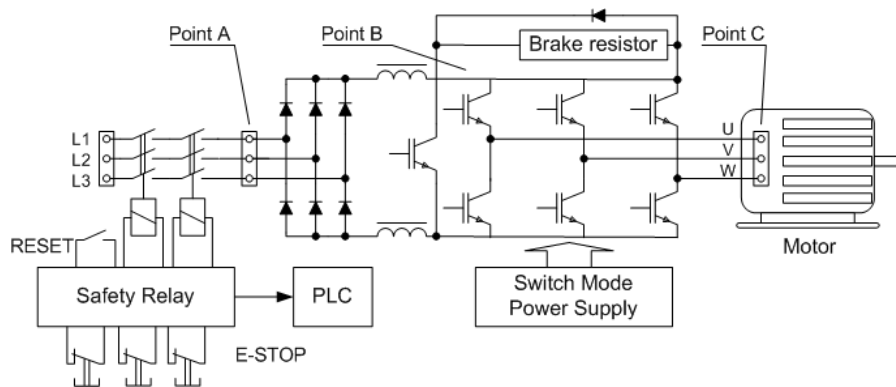 Point A
Point B
Brake resistor
Point C
L1
L2
L3
U
V
W
RESET
Safety Relay
PLC
Switch Mode
Power Supply
Motor
E-STOP